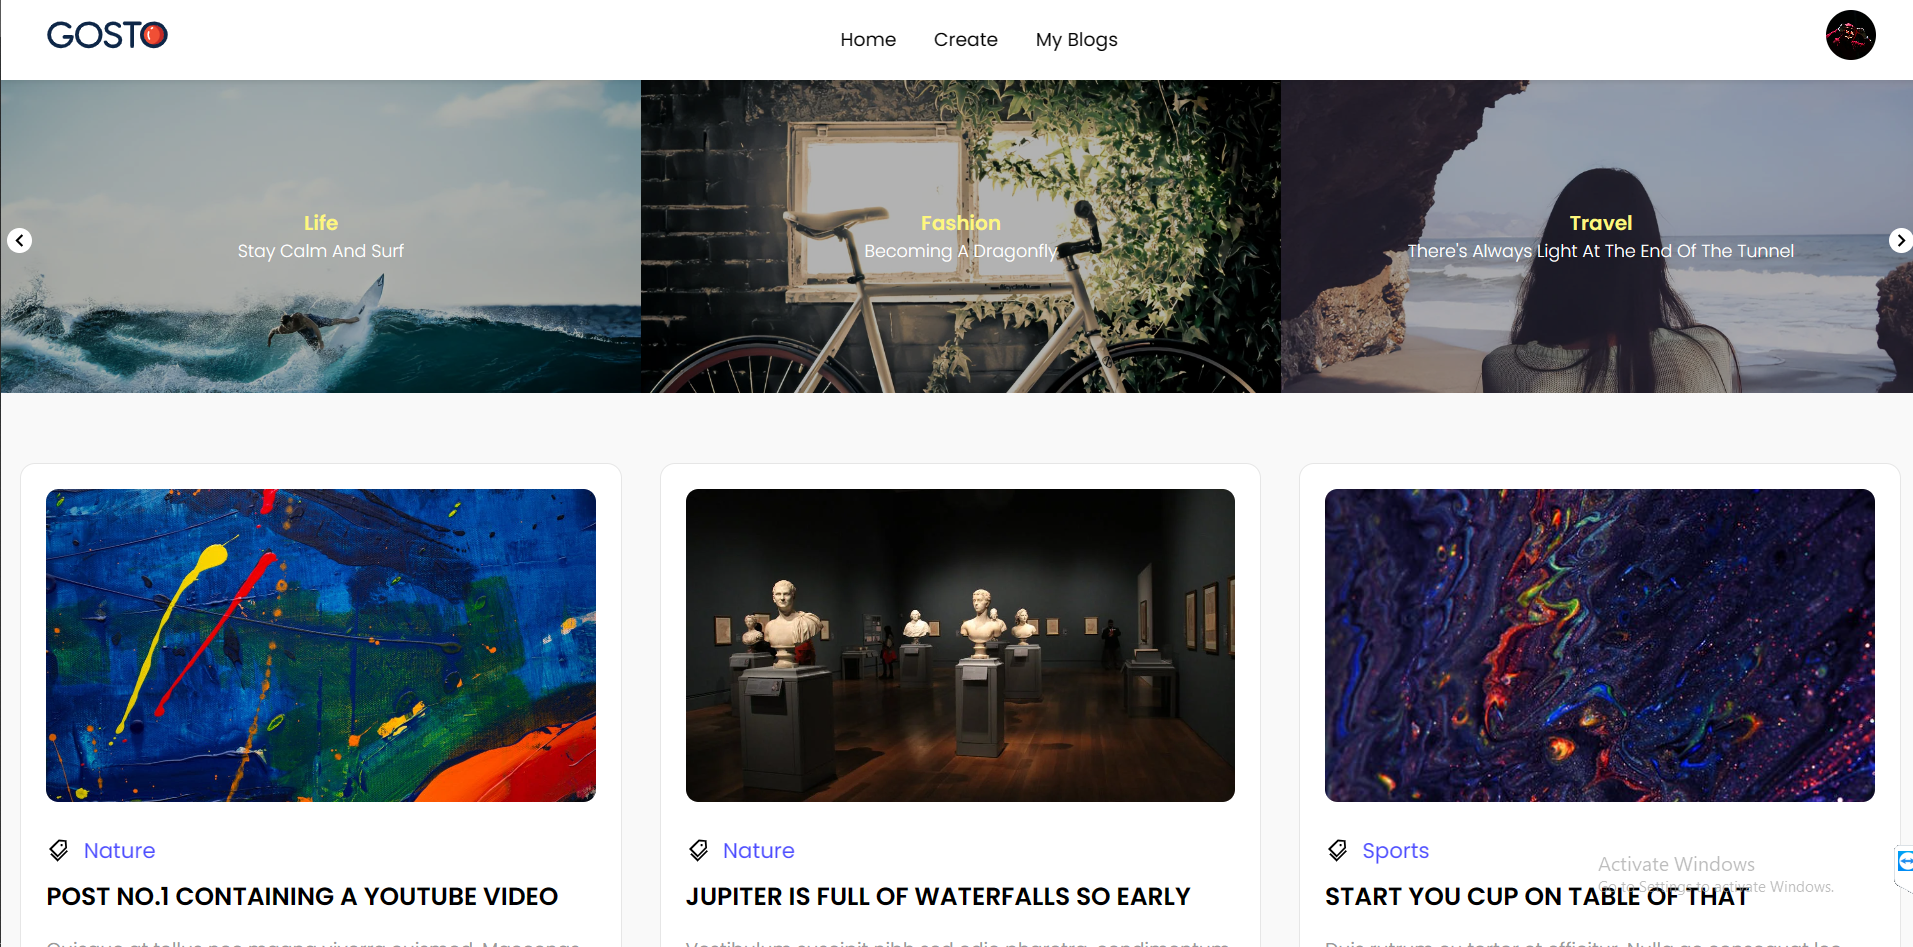 GOSTO
Home Create My Blogs
Life
Stay Calm And Surf
Fashion
Becoming A Dragonfly
Travel
There's Always Light At The End Of The Tunnel
Nature
POST NO.1 CONTAINING A YOUTUBE VIDEO
Nature
JUPITER IS FULL OF WATERFALLS SO EARLY
Sports
START YOU CUP ON TABLE OF THAT
Activate Windows
Go to Settings to activate Windows.